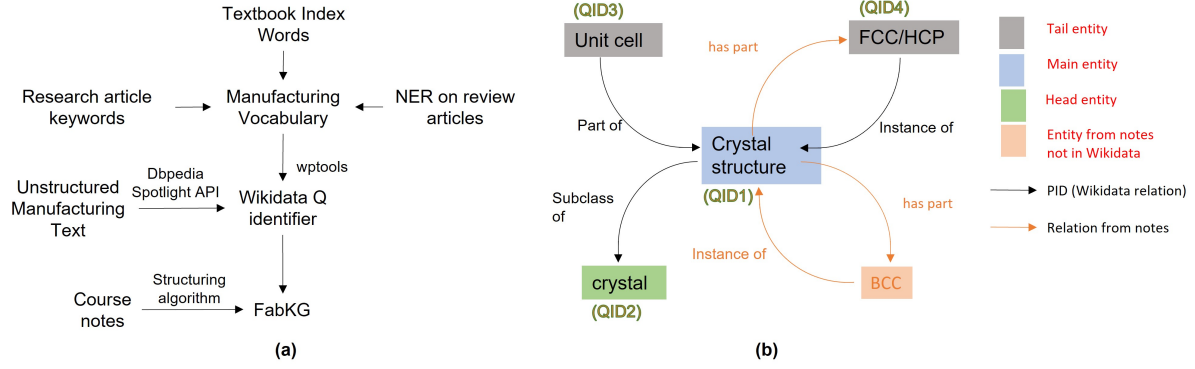 Textbook Index
Words
Research article
keywords
Manufacturing
Vocabulary
NER on review
articles
wptools
Dbpedia
Spotlight API
Unstructured
Manufacturing
Text
Wikidata Q
identifier
Structuring
algorithm
Course
notes
FabKG
(a)
(QID3)
Unit cell
(QID4)
FCC/HCP
has part
Part of
Instance of
Crystal
structure
(QID1)
Subclass
of
has part
Instance of
crystal
(QID2)
BCC
(b)
Tail entity
Main entity
Head entity
Entity from notes
not in Wikidata
PID (Wikidata relation)
Relation from notes